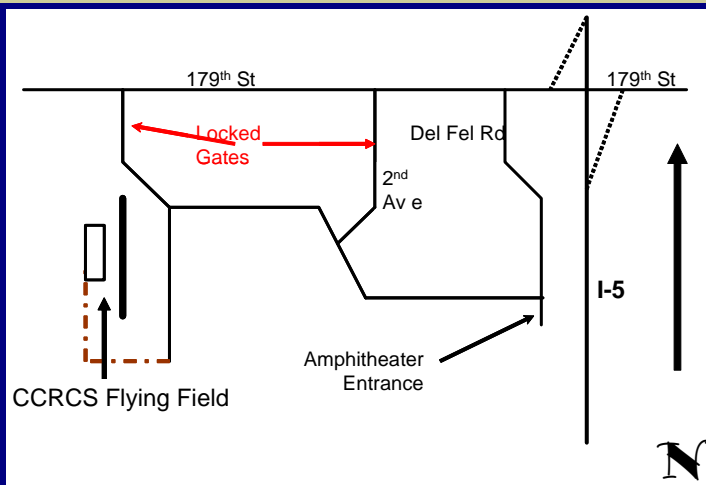 179th St
179th St
Locked
Gates
Del Fel Rd
2nd
Av e
I-5
Amphitheater
Entrance
CCRCS Flying Field
N